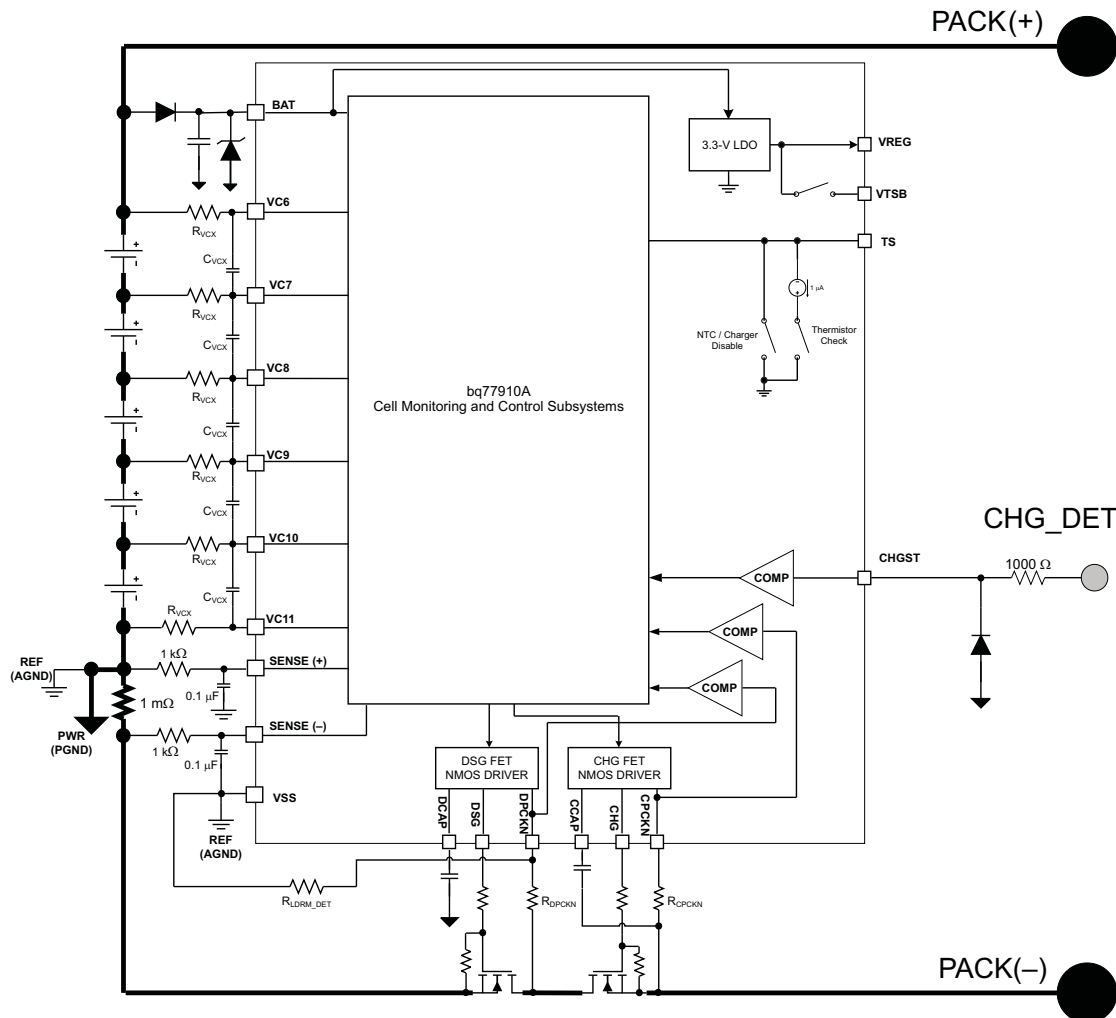 PACK(+)
BAT
3.3-V LDO
VREG
VTSB
VC6
RVCX
TS
CVCX
VC7
1 µA
RVCX
NTC / Charger
Disable
Thermistor
Check
CVCX
VC8
RVCX
bq77910A
Cell Monitoring and Control Subsystems
CVCX
VC9
RVCX
CVCX
CHG_DET
VC10
RVCX
CHGST
1000 Ω
COMP
CVCX
RVCX
VC11
COMP
REF
(AGND)
1 kΩ
SENSE (+)
COMP
0.1 µF
1 mΩ
PWR
(PGND)
1 kΩ
SENSE (–)
0.1 µF
DSG FET
NMOS DRIVER
CHG FET
NMOS DRIVER
VSS
DCAP
DSG
DPCKN
CCAP
CHG
CPCKN
REF
(AGND)
RLDRM_DET
RDPCKN
RCPCKN
PACK(–)